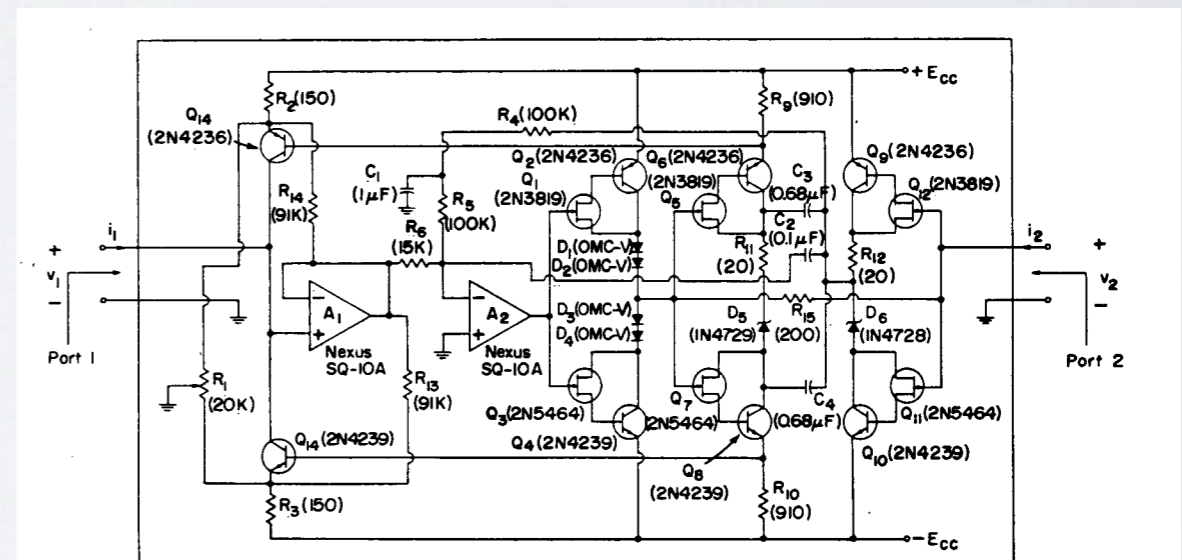 + Ecc
R2(150)
R9(910)
Q14
(2N4236)
R4(100K)
Q2(2N4236)
Q6(2N4236)
Q9(2N4236)
C1
(1μF)
Q1
(2N3819)
(2N3819)
Q5
C3
(0.68μF)
Q12(2N3819)
R14
(91K)
R5
(100K)
C2
(0.1μF)
R6
(15K)
i1
i2
D1(OMC-V)
D2(OMC-V)
R11
(20)
R12
(20)
+
v1
-
+
v2
-
-
A1
+
-
A2
+
D3(OMC-V)
D4(OMC-V)
D5
(1N4729)
R15
(200)
D6
(1N4728)
Port 1
Nexus
SQ-10A
Nexus
SQ-10A
Port 2
R1
(20K)
R13
(91K)
Q7
C4
Q3(2N5464)
(2N5464)
(0.68μF)
Q11(2N5464)
Q14(2N4239)
Q4(2N4239)
Q10(2N4239)
Q8
(2N4239)
R3(150)
R10
(910)
-Ecc